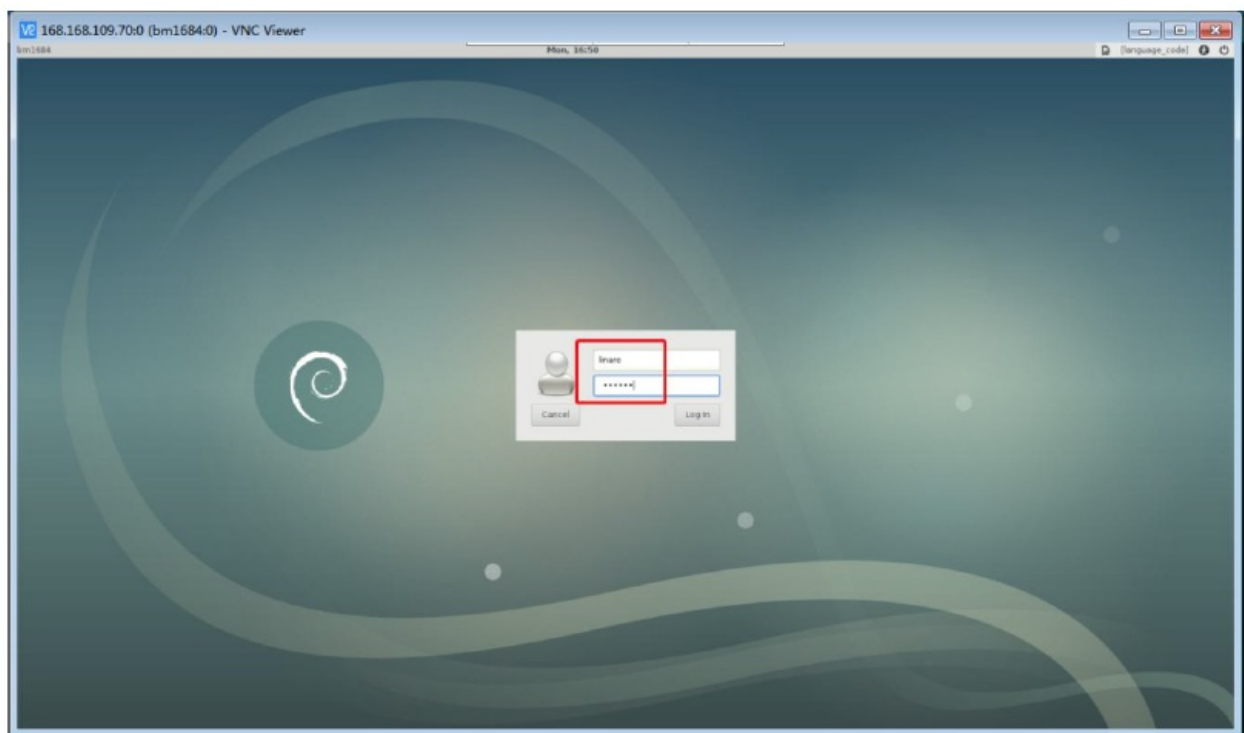 168.168.109.70:0 (bm1684:0) - VNC Viewer
bm1684 Mon, 16:50 [language_code]
linaro
••••••
Cancel Log In